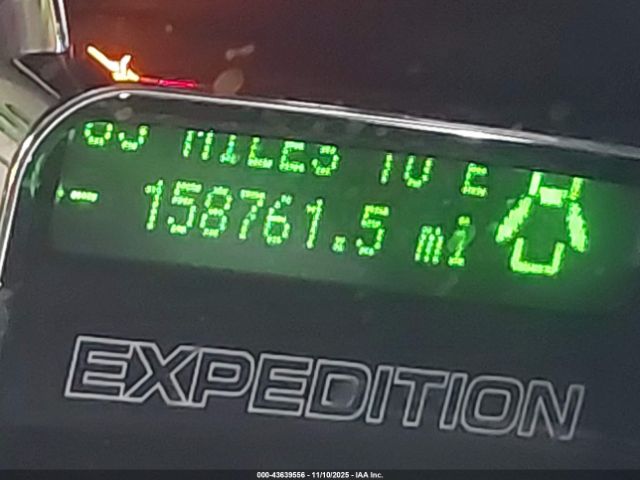 MILES TO E
- 158761.5 mi
EXPEDITION
000-43639556 - 11/10/2025 - IAA Inc.